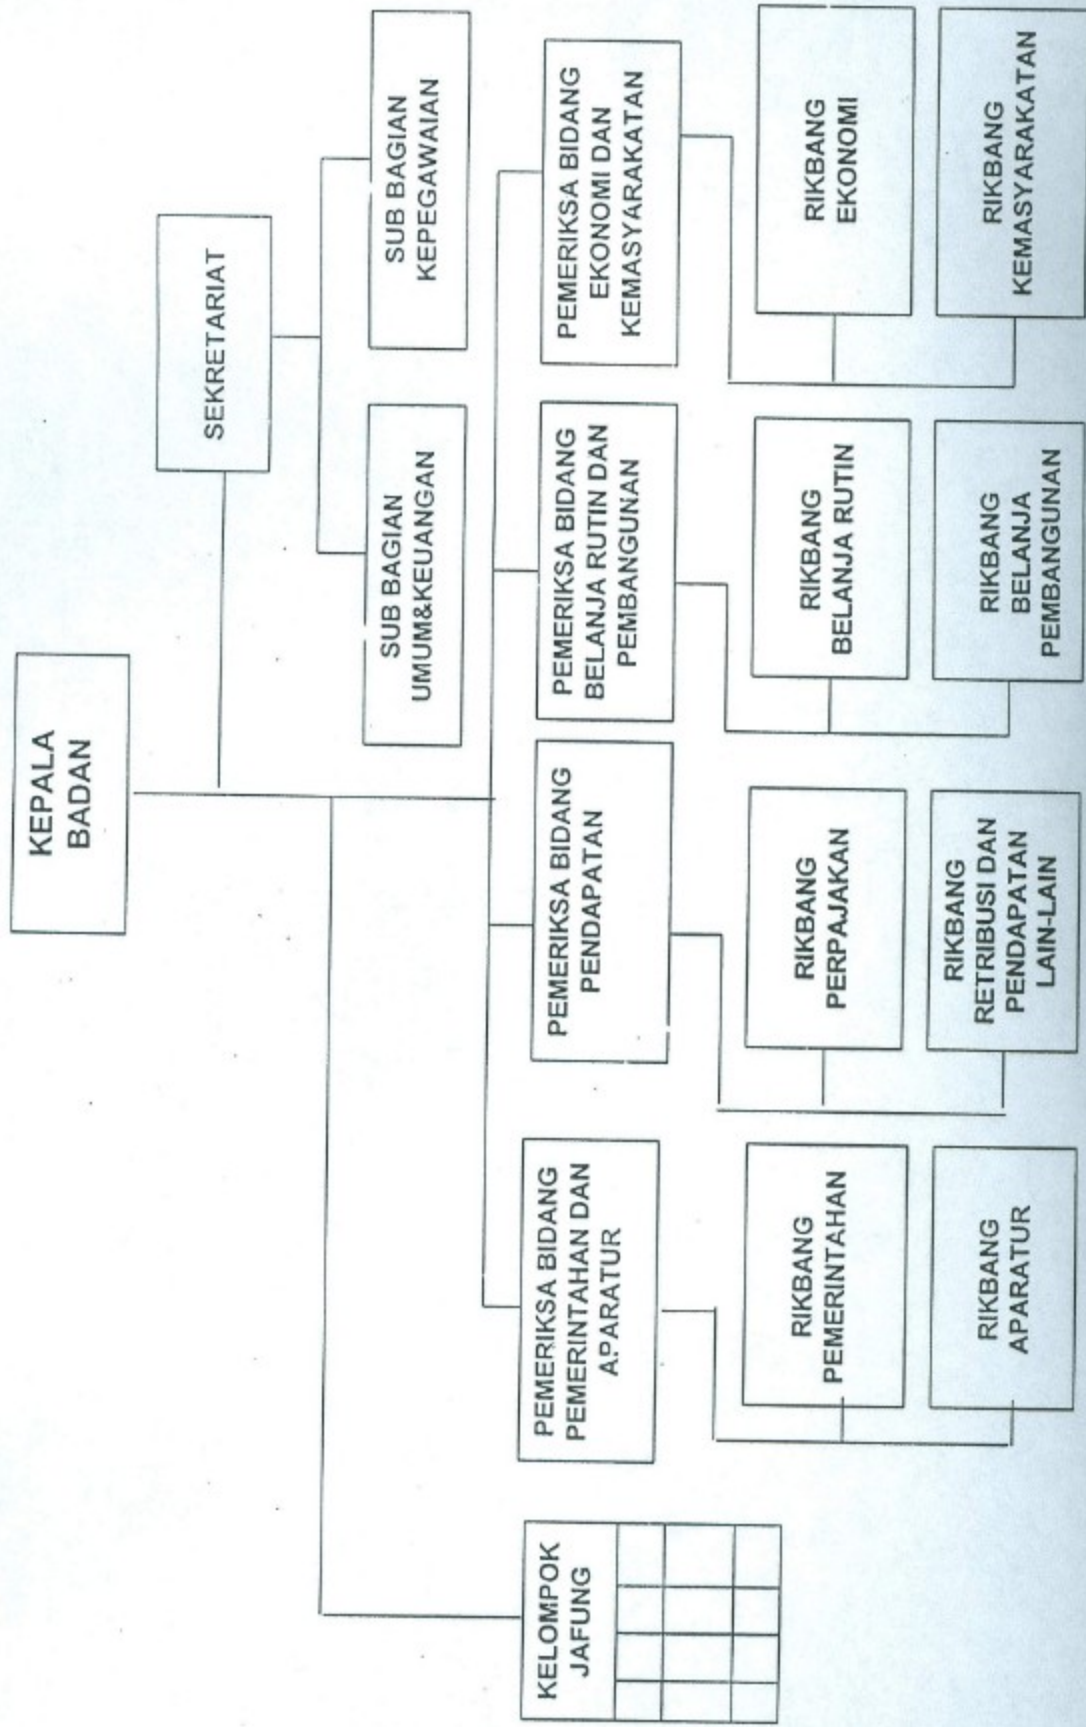 KEPALA
BADAN
SEKRETARIAT
SUB BAGIAN
UMUM&KEUANGAN
SUB BAGIAN
KEPEGAWAIAN
KELOMPOK
JAFUNG
PEMERIKSA BIDANG
PEMERINTAHAN DAN
APARATUR
PEMERIKSA BIDANG
PENDAPATAN
PEMERIKSA BIDANG
BELANJA RUTIN DAN
PEMBANGUNAN
PEMERIKSA BIDANG
EKONOMI DAN
KEMASYARAKATAN
RIKBANG
PEMERINTAHAN
RIKBANG
PERPAJAKAN
RIKBANG
BELANJA RUTIN
RIKBANG
EKONOMI
RIKBANG
APARATUR
RIKBANG
RETRIBUSI DAN
PENDAPATAN
LAIN-LAIN
RIKBANG
BELANJA
PEMBANGUNAN
RIKBANG
KEMASYARAKATAN